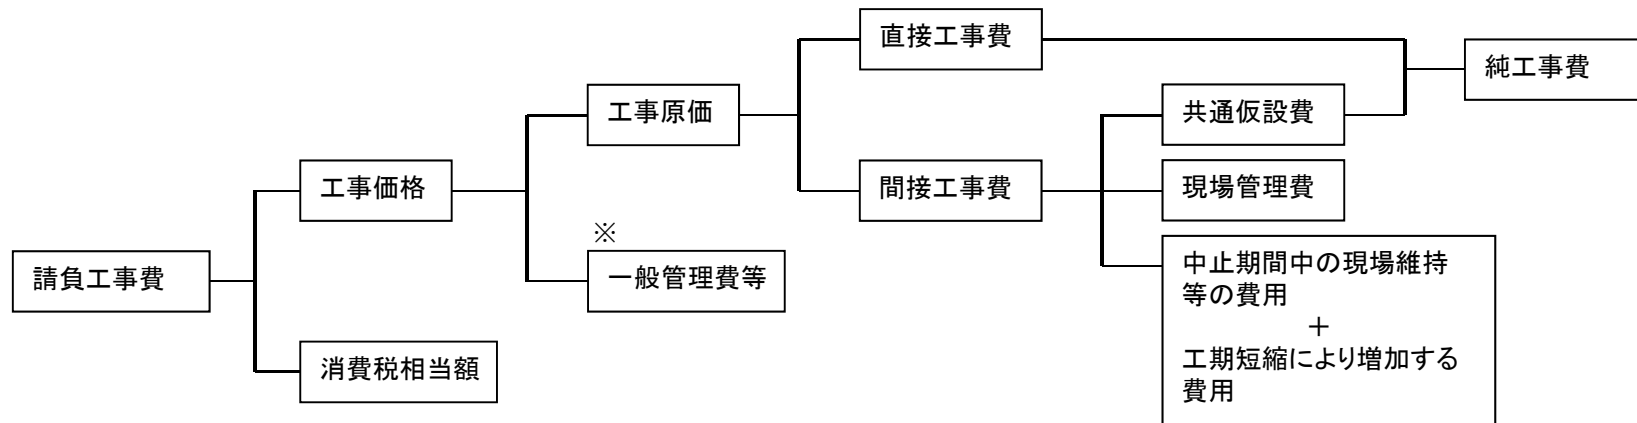 直接工事費
純工事費
工事原価
共通仮設費
工事価格
間接工事費
現場管理費
※
一般管理費等
請負工事費
中止期間中の現場維持
等の費用
＋
工期短縮により増加する
費用
消費税相当額